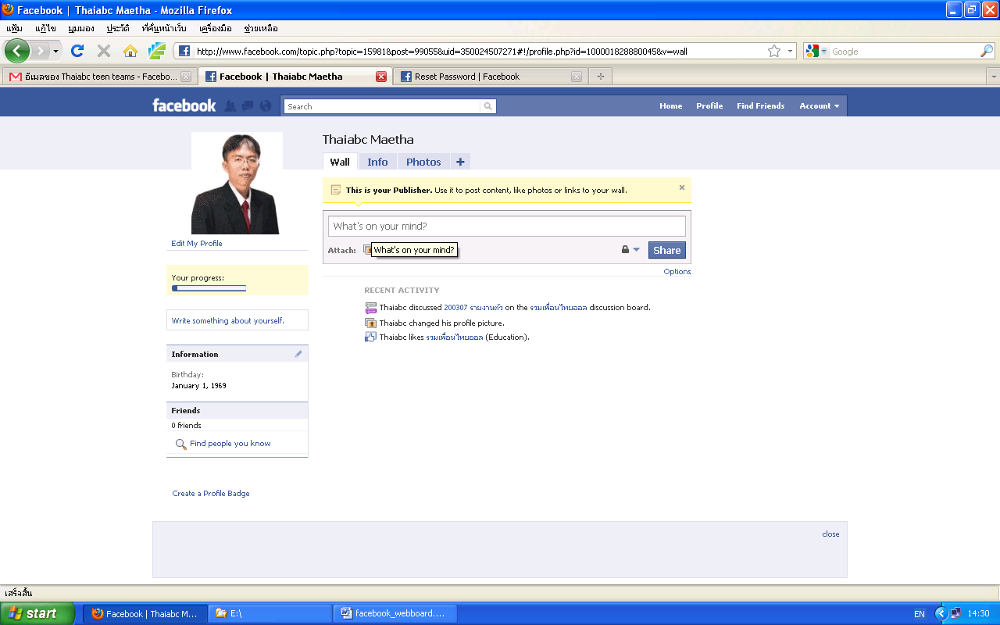 Facebook | Thaiabc Maetha - Mozilla Firefox
แฟ้ม แก้ไข มุมมอง ประวัติ ที่คั่นหน้าเว็บ เครื่องมือ ช่วยเหลือ
http://www.facebook.com/topic.php?topic=15981&post=99055&uid=350024507271#!/profile.php?id=100001828880045&v=wall
Google
อีเมลของ Thaiabc teen teams - Facebo...
Facebook | Thaiabc Maetha
Reset Password | Facebook
facebook
Search
Home Profile Find Friends Account
Thaiabc Maetha
Wall Info Photos +
This is your Publisher. Use it to post content, like photos or links to your wall.
What's on your mind?
Edit My Profile
Attach:
What's on your mind?
Share
Options
Your progress:
RECENT ACTIVITY
Thaiabc discussed 200307 รายงานตัว on the รวมเพื่อนไทยออล discussion board.
Thaiabc changed his profile picture.
Thaiabc likes รวมเพื่อนไทยออล (Education).
Write something about yourself.
Information
Birthday:
January 1, 1969
Friends
0 friends
Find people you know
Create a Profile Badge
close
เสร็จสิ้น
start
Facebook | Thaiabc M...
E:\
facebook_webboard....
EN
14:30